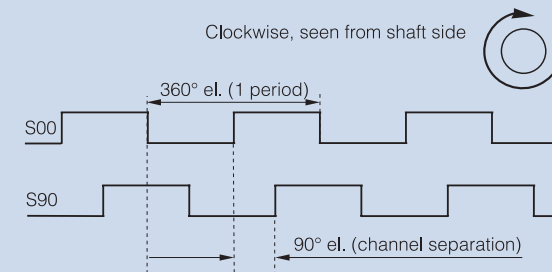 Clockwise, seen from shaft side
360° el. (1 period)
S00
S90
90° el. (channel separation)